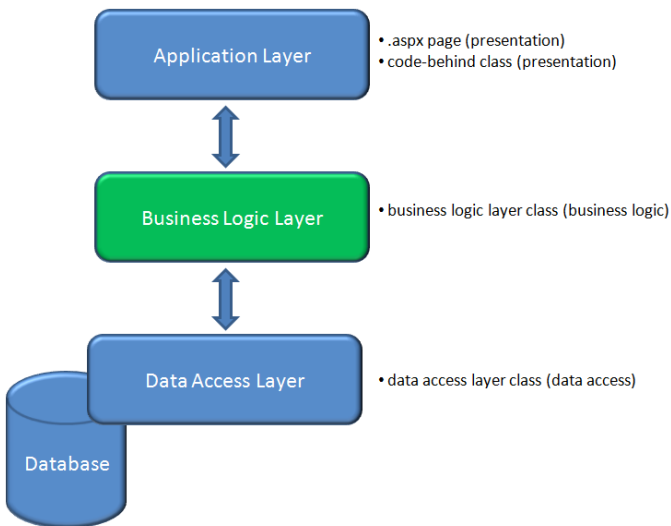 Application Layer
• .aspx page (presentation)
• code-behind class (presentation)
Business Logic Layer
• business logic layer class (business logic)
Data Access Layer
• data access layer class (data access)
Database